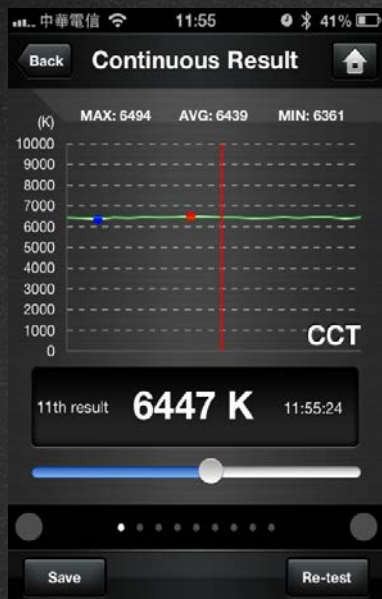 中華電信 11:55 41%
Back Continuous Result
(K) MAX: 6494 AVG: 6439 MIN: 6361
10000
9000
8000
7000
6000
5000
4000
3000
2000
1000
0
CCT
11th result 6447 K 11:55:24
Save Re-test